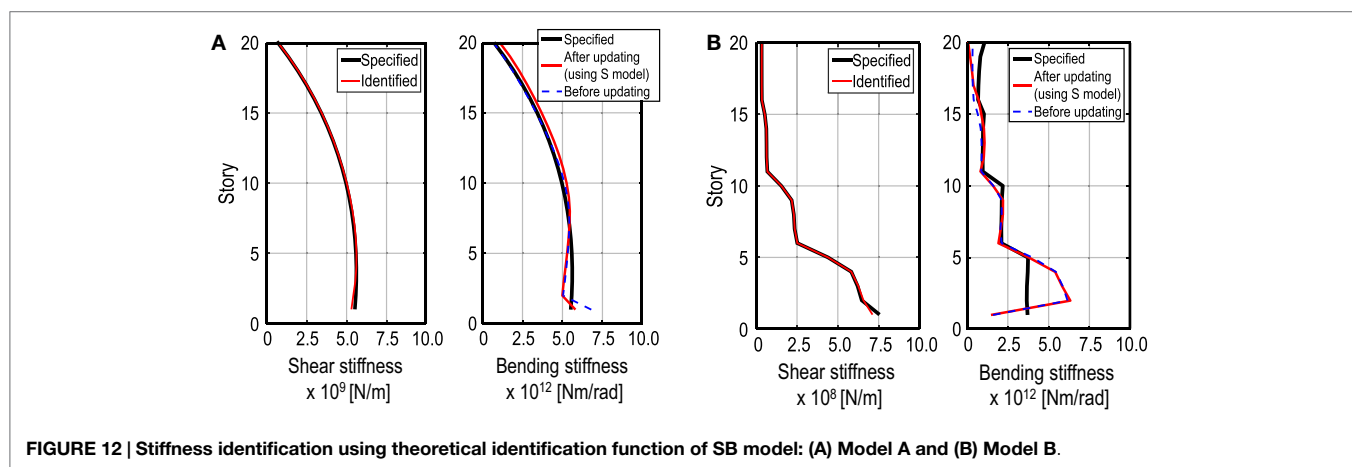 A
20
15
10
5
0
Story
Specified
Identified
0 2.5 5.0 7.5 10.0
Shear stiffness
x 10⁹ [N/m]
20
15
10
5
0
Specified
After updating
(using S model)
Before updating
0 2.5 5.0 7.5 10.0
Bending stiffness
x 10¹² [Nm/rad]
B
20
15
10
5
0
Story
Specified
Identified
0 2.5 5.0 7.5 10.0
Shear stiffness
x 10⁸ [N/m]
20
15
10
5
0
Specified
After updating
(using S model)
Before updating
0 2.5 5.0 7.5 10.0
Bending stiffness
x 10¹² [Nm/rad]
FIGURE 12 | Stiffness identification using theoretical identification function of SB model: (A) Model A and (B) Model B.